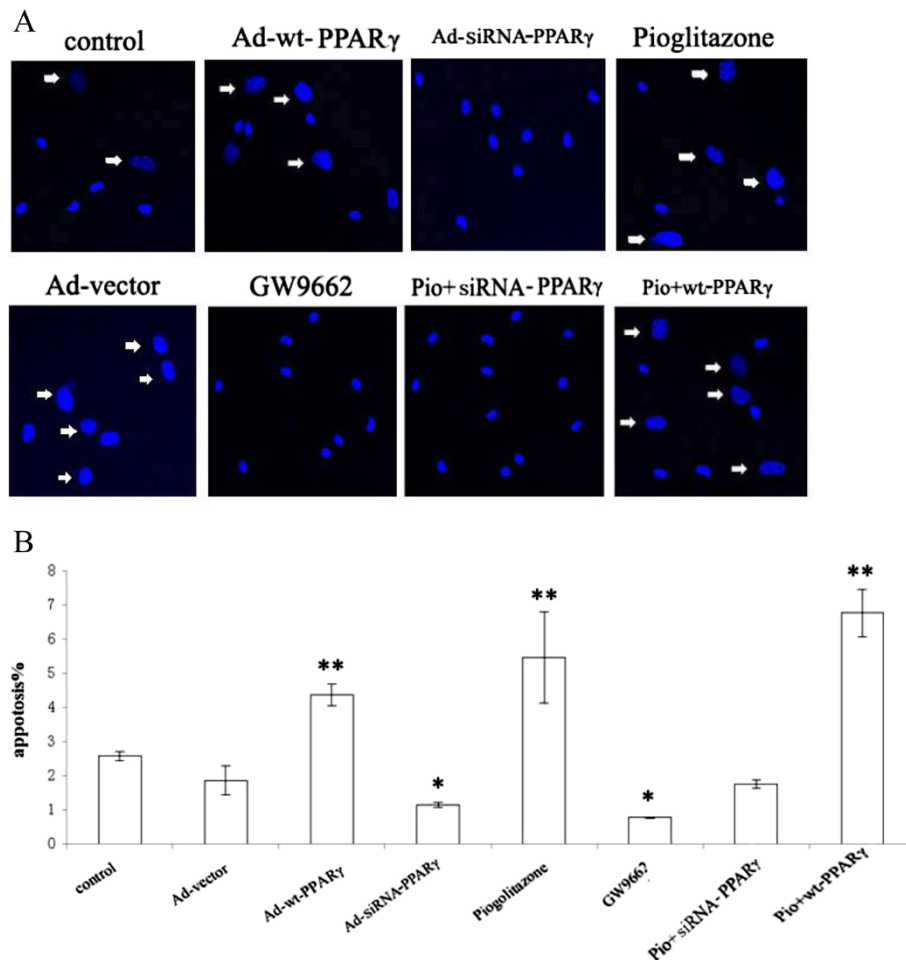 A
control Ad-wt-PPARγ Ad-siRNA-PPARγ Pioglitazone
Ad-vector GW9662 Pio+siRNA-PPARγ Pio+wt-PPARγ
B
8
7
6
5
4
3
2
1
0
appotosis%
** * ** * **
control Ad-vector Ad-wt-PPARγ Ad-siRNA-PPARγ Piogolitazone GW9662 Pio+siRNA-PPARγ Pio+wt-PPARγ